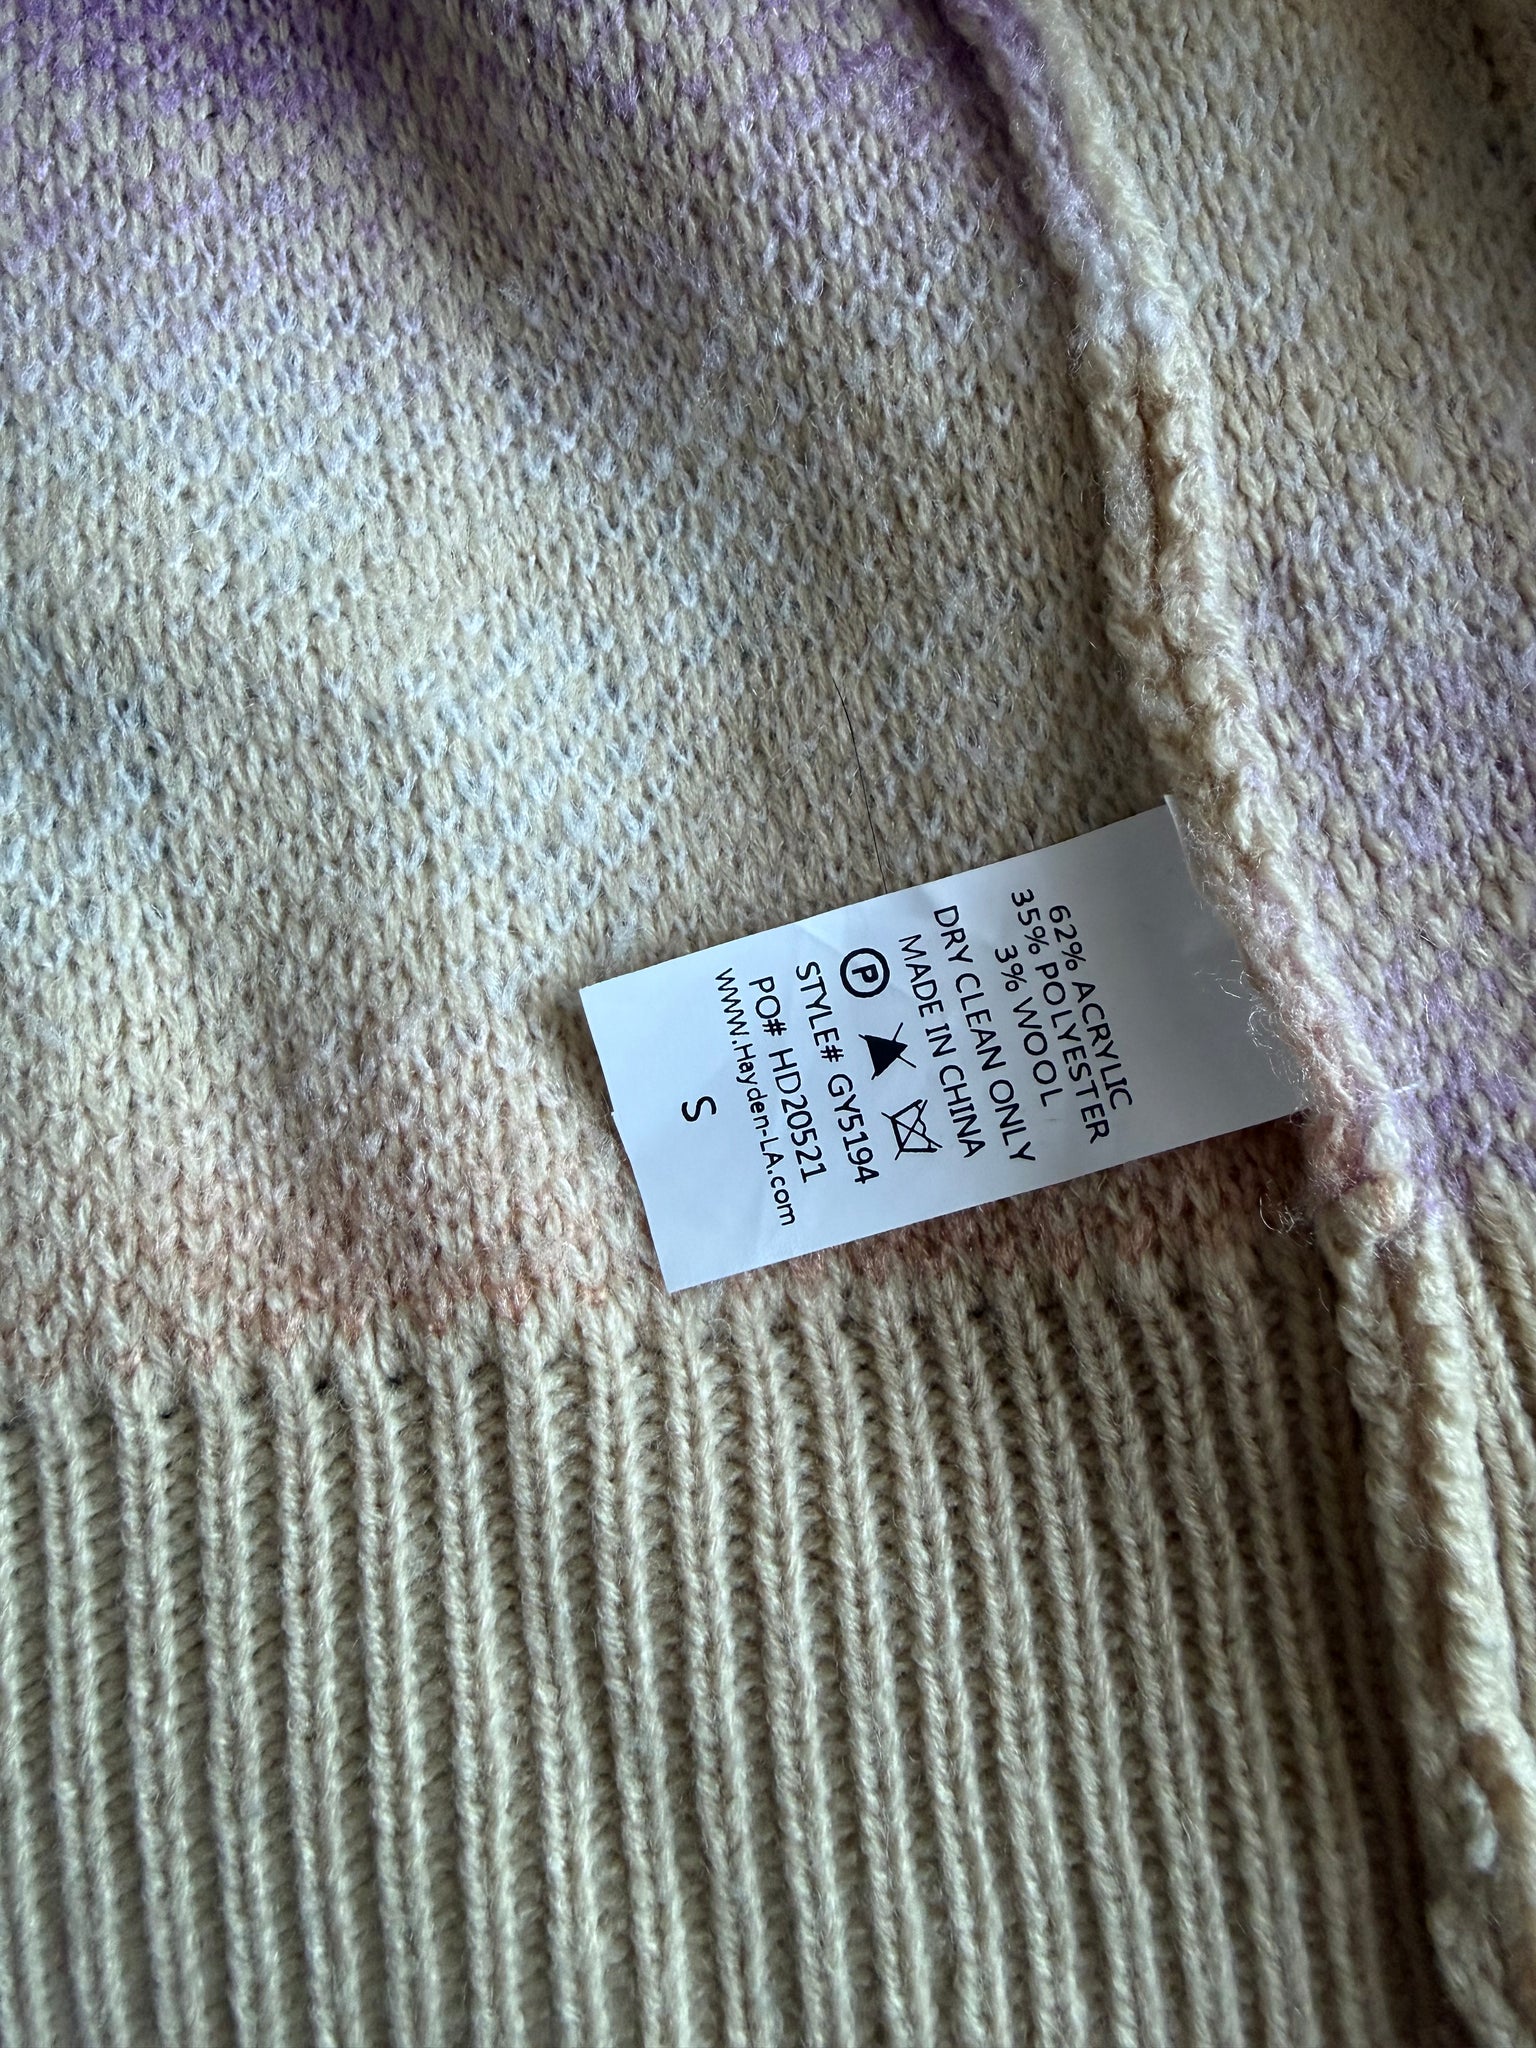 62% ACRYLIC
35% POLYESTER
3% WOOL
DRY CLEAN ONLY
MADE IN CHINA
P
STYLE# GY5194
PO# HD20521
www.Hayden-LA.com
S